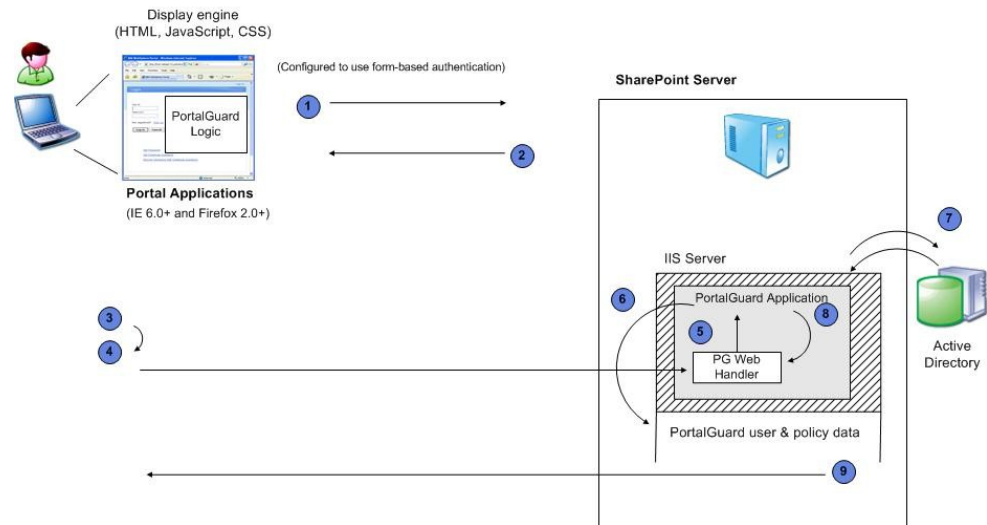 Display engine
(HTML, JavaScript, CSS)
(Configured to use form-based authentication)
SharePoint Server
1
PortalGuard
Logic
2
Portal Applications
(IE 6.0+ and Firefox 2.0+)
7
IIS Server
6
PortalGuard Application
3
8
5
4
PG Web
Handler
Active
Directory
PortalGuard user & policy data
9